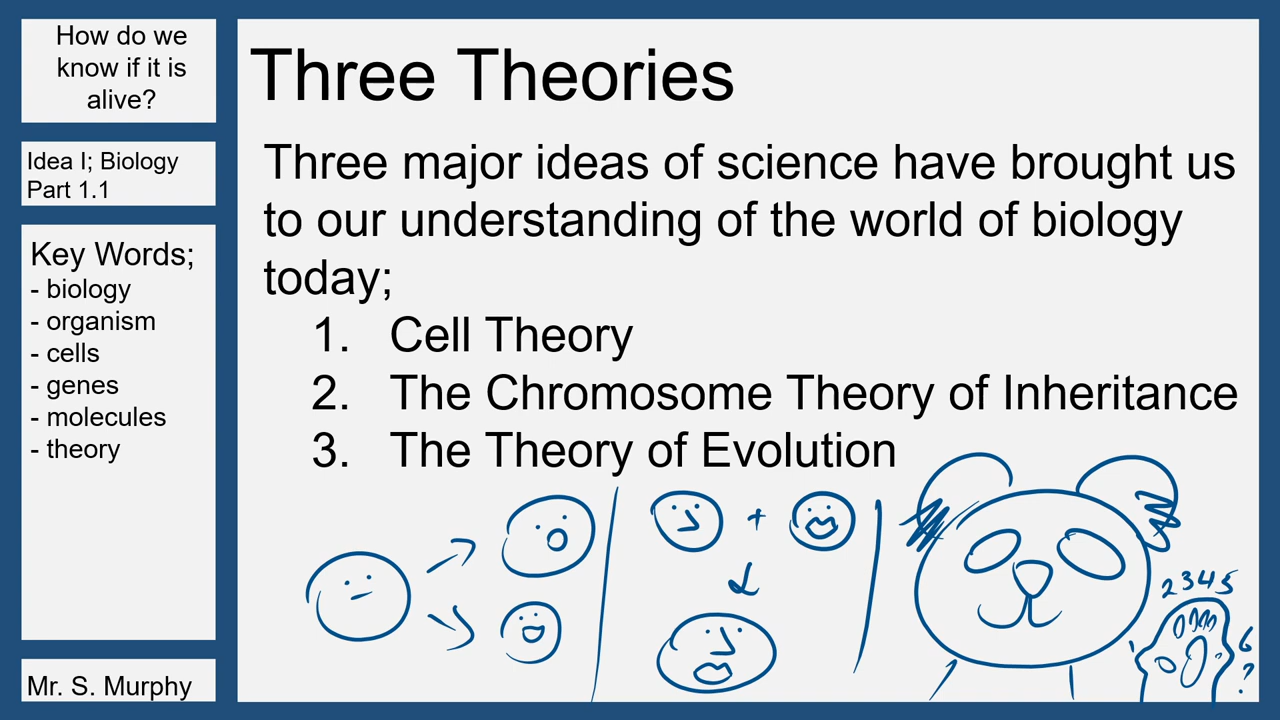 How do we
know if it is
alive?
Idea I; Biology
Part 1.1
Key Words;
- biology
- organism
- cells
- genes
- molecules
- theory
Mr. S. Murphy
Three Theories
Three major ideas of science have brought us
to our understanding of the world of biology
today;
1. Cell Theory
2. The Chromosome Theory of Inheritance
3. The Theory of Evolution
+
2345
6
?